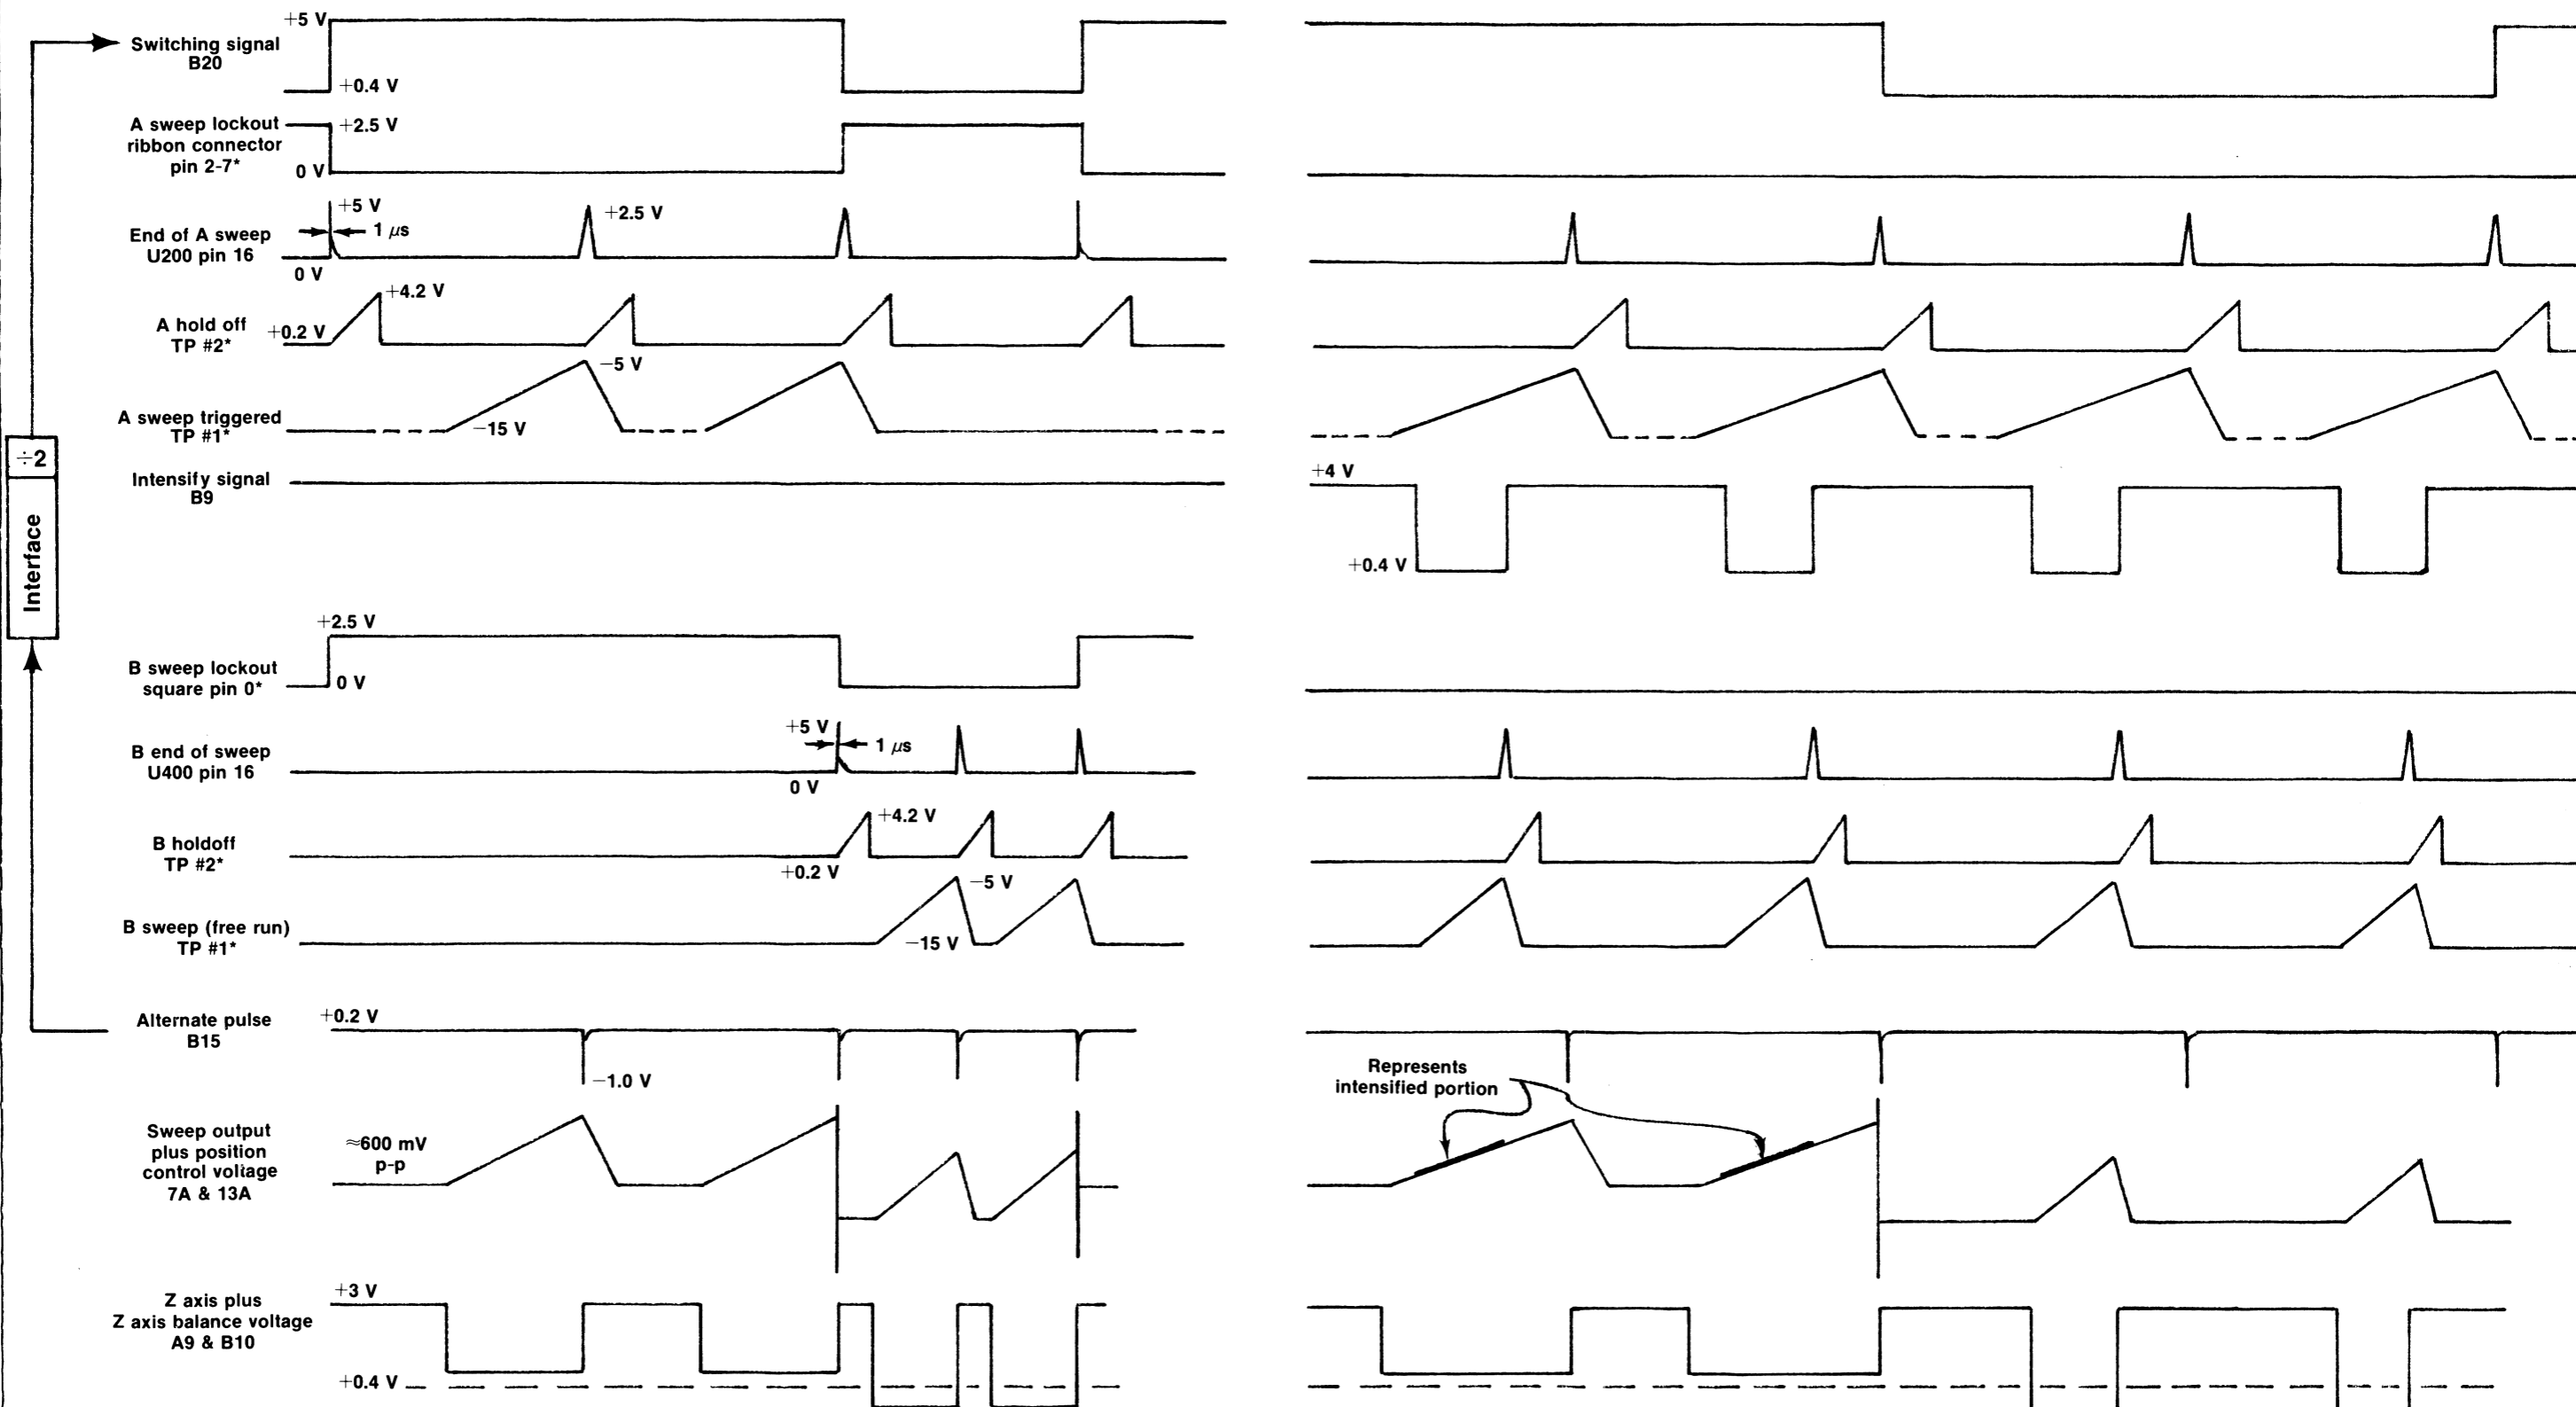 +5 V
Switching signal
B20
+0.4 V
A sweep lockout
ribbon connector
pin 2-7*
+2.5 V
0 V
+5 V
1 μs
+2.5 V
End of A sweep
U200 pin 16
0 V
+4.2 V
A hold off
TP #2*
+0.2 V
−5 V
A sweep triggered
TP #1*
−15 V
÷2
Interface
Intensify signal
B9
+4 V
+0.4 V
+2.5 V
B sweep lockout
square pin 0*
0 V
+5 V
1 μs
B end of sweep
U400 pin 16
0 V
+4.2 V
B holdoff
TP #2*
+0.2 V
−5 V
B sweep (free run)
TP #1*
−15 V
+0.2 V
Alternate pulse
B15
−1.0 V
Represents
intensified portion
Sweep output
plus position
control voltage
7A & 13A
≈600 mV
p-p
+3 V
Z axis plus
Z axis balance voltage
A9 & B10
+0.4 V